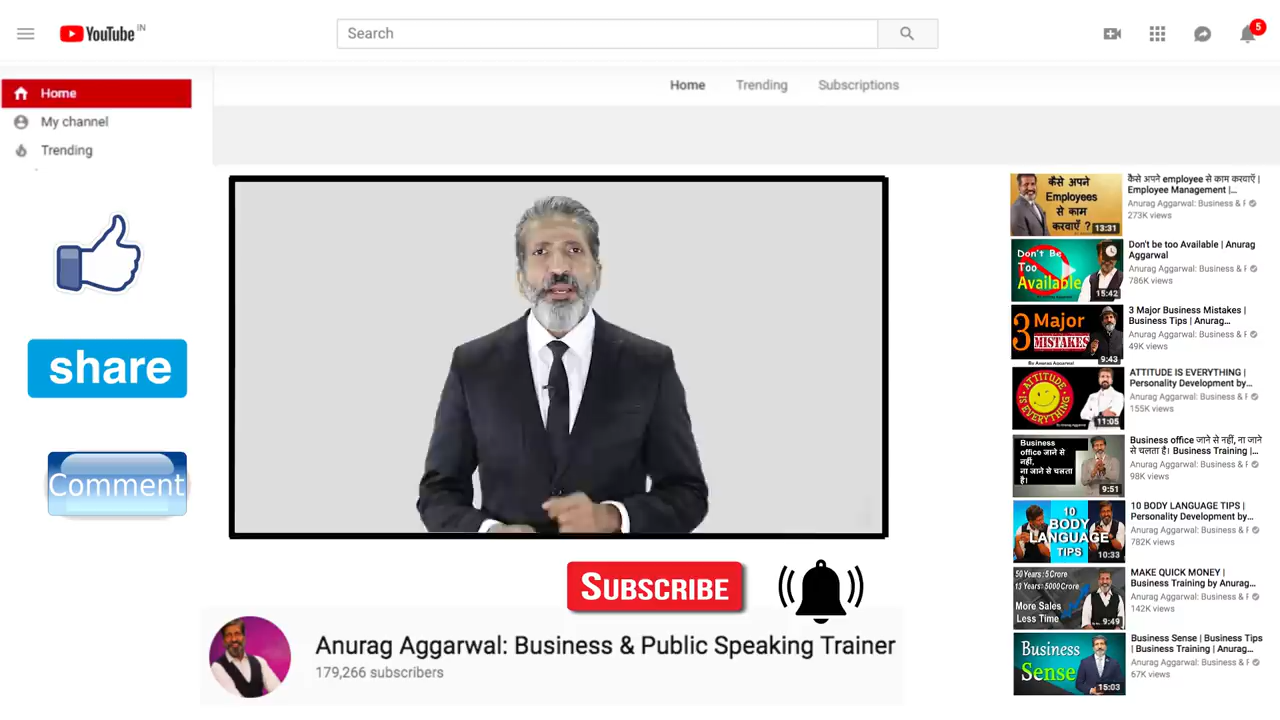 YouTube IN
Search
5
Home
Trending
Subscriptions
Home
My channel
Trending
share
Comment
SUBSCRIBE
Anurag Aggarwal: Business & Public Speaking Trainer
179,266 subscribers
कैसे अपने
Employees
से काम
करवाएँ ?
13:31
कैसे अपने employee से काम करवाएँ |
Employee Management |...
Anurag Aggarwal: Business & F
273K views
Don't Be
Too
Available
15:42
Don't be too Available | Anurag
Aggarwal
Anurag Aggarwal: Business & F
786K views
3 Major
MISTAKES
By Anurag Aggarwal
9:43
3 Major Business Mistakes |
Business Tips | Anurag...
Anurag Aggarwal: Business & F
49K views
ATTITUDE
IS EVERYTHING
11:05
ATTITUDE IS EVERYTHING |
Personality Development by...
Anurag Aggarwal: Business & F
155K views
Business
office जाने से
नहीं,
ना जाने से चलता
है।
9:51
Business office जाने से नहीं, ना जाने
से चलता है। Business Training |...
Anurag Aggarwal: Business & F
98K views
10
BODY
LANGUAGE
TIPS
10:33
10 BODY LANGUAGE TIPS |
Personality Development by...
Anurag Aggarwal: Business & F
782K views
50 Years:5 Crore
13 Years: 5000 Crore
More Sales
Less Time
9:49
MAKE QUICK MONEY |
Business Training by Anurag...
Anurag Aggarwal: Business & F
142K views
Business
Sense
15:03
Business Sense | Business Tips
| Business Training | Anurag...
Anurag Aggarwal: Business & F
67K views